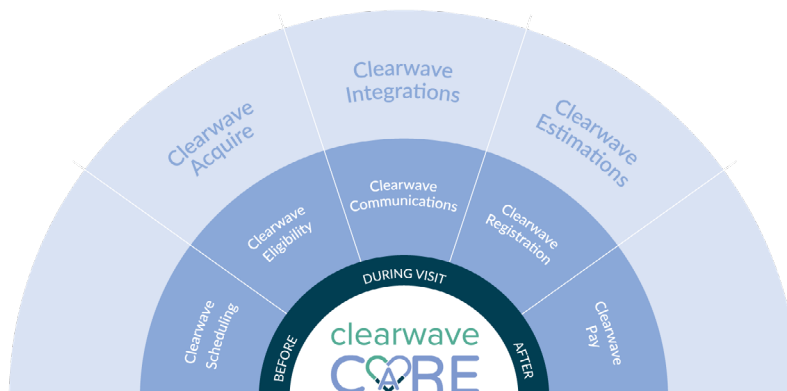 Clearwave
Acquire
Clearwave
Integrations
Clearwave
Estimations
Clearwave
Scheduling
Clearwave
Eligibility
Clearwave
Communications
Clearwave
Registration
Clearwave
Pay
BEFORE
DURING VISIT
AFTER
clearwave
CARE